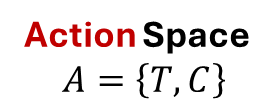 Action Space
A = {T, C}